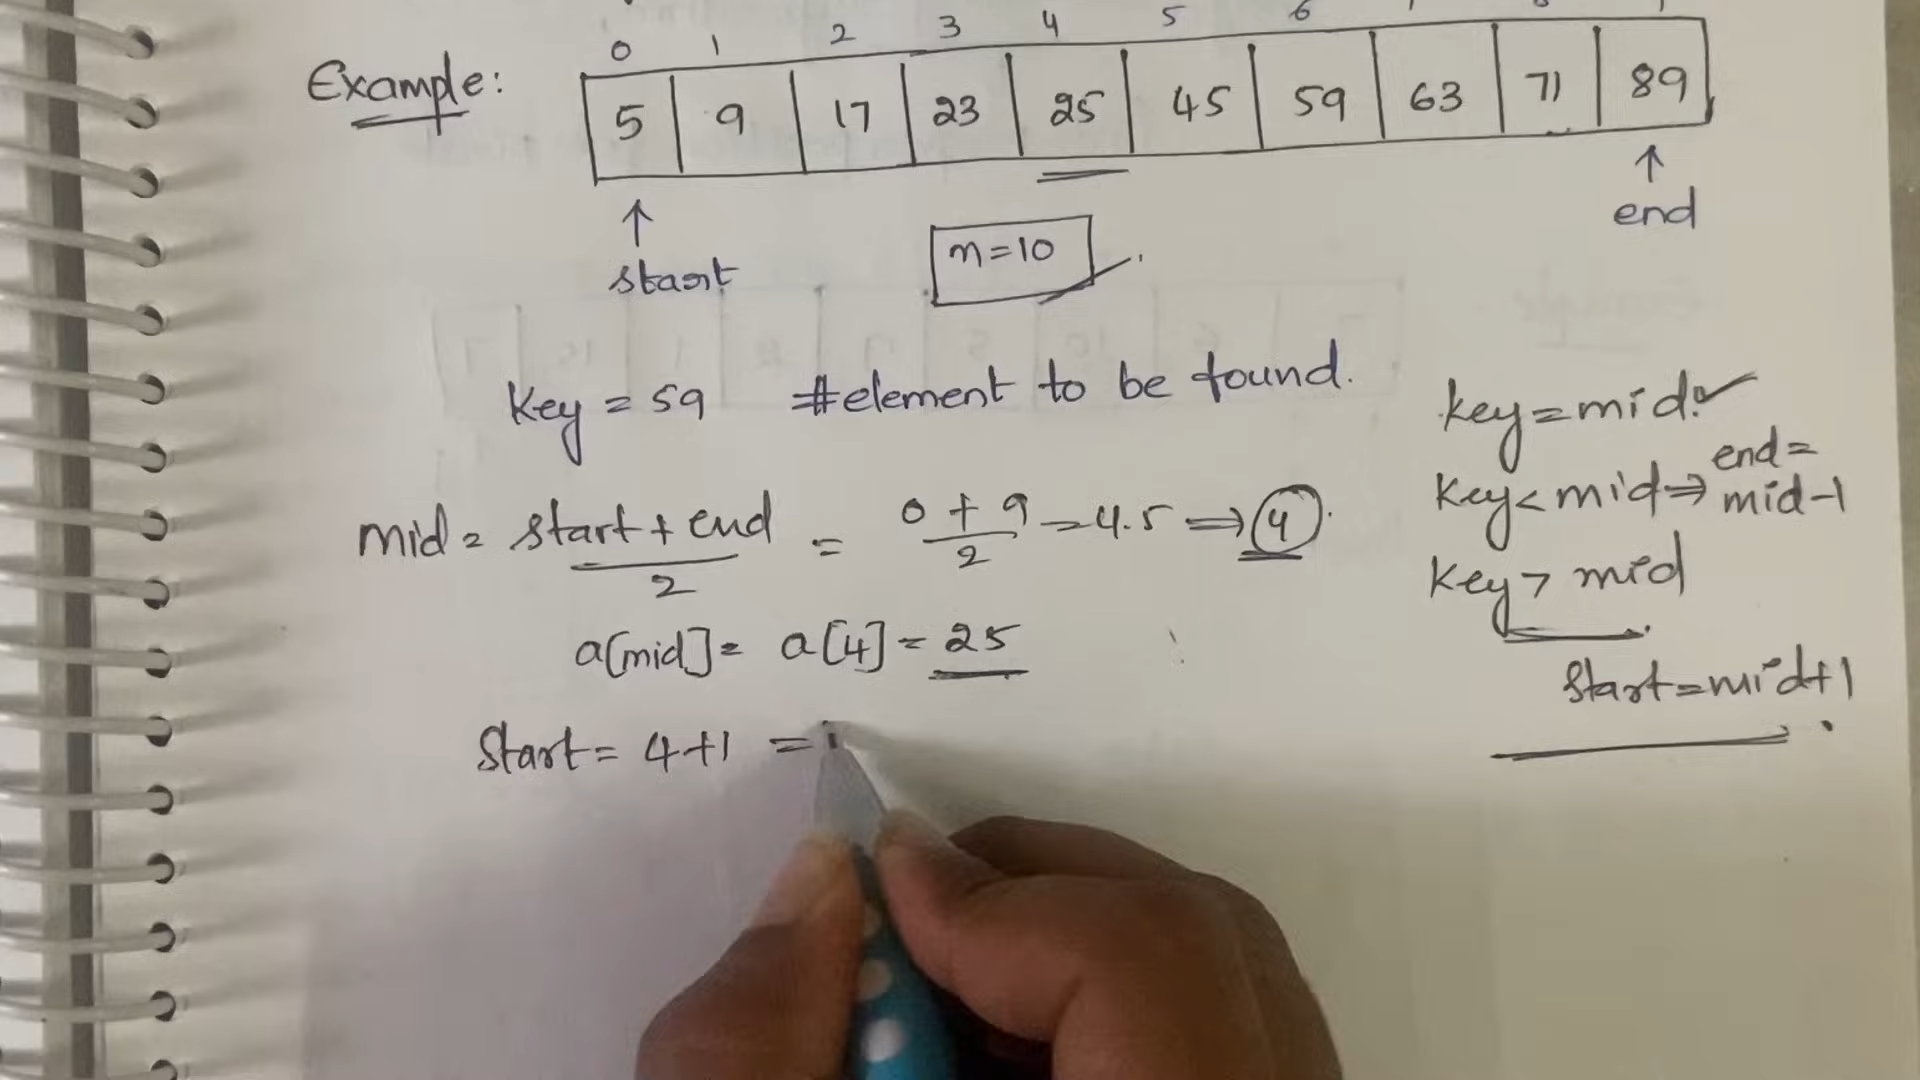 0 1 2 3 4 5 6
Example: 5 9 17 23 25 45 59 63 71 89
↑ start
↑ end
n=10
Key = 59 #element to be found.
mid = start + end / 2 = 0 + 9 / 2 = 4.5 ⇒ 4
a[mid] = a[4] = 25
Start = 4+1 =
key = mid ✓
key < mid ⇒ end = mid-1
key > mid
Start = mid+1